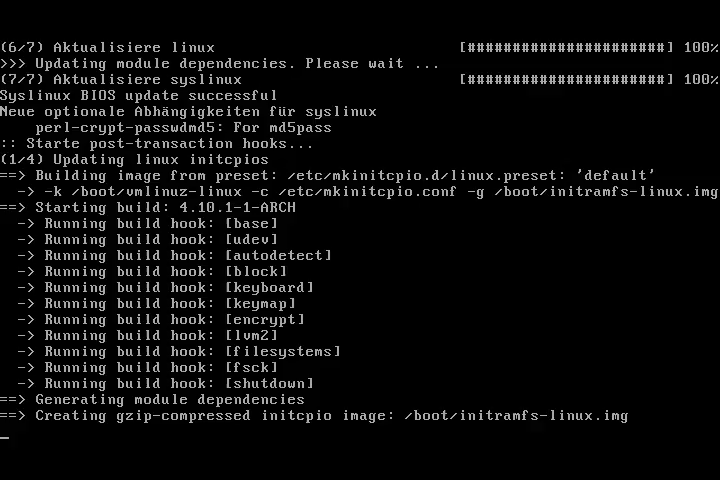 (6/7) Aktualisiere linux [######################] 100%
>>> Updating module dependencies. Please wait ...
(7/7) Aktualisiere syslinux [######################] 100%
Syslinux BIOS update successful
Neue optionale Abhängigkeiten für syslinux
    perl-crypt-passwdmd5: For md5pass
:: Starte post-transaction hooks...
(1/4) Updating linux initcpios
==> Building image from preset: /etc/mkinitcpio.d/linux.preset: 'default'
  -> -k /boot/vmlinuz-linux -c /etc/mkinitcpio.conf -g /boot/initramfs-linux.img
==> Starting build: 4.10.1-1-ARCH
  -> Running build hook: [base]
  -> Running build hook: [udev]
  -> Running build hook: [autodetect]
  -> Running build hook: [block]
  -> Running build hook: [keyboard]
  -> Running build hook: [keymap]
  -> Running build hook: [encrypt]
  -> Running build hook: [lvm2]
  -> Running build hook: [filesystems]
  -> Running build hook: [fsck]
  -> Running build hook: [shutdown]
==> Generating module dependencies
==> Creating gzip-compressed initcpio image: /boot/initramfs-linux.img
_